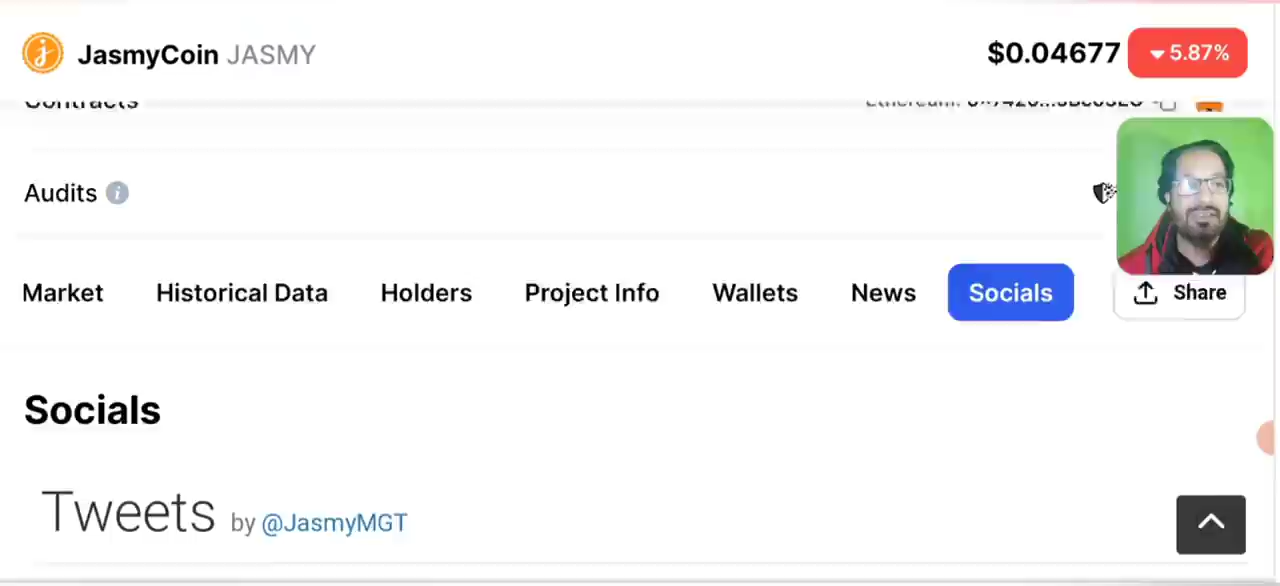 JasmyCoin JASMY
$0.04677
5.87%
Contracts
Ethereum:
Audits
Market
Historical Data
Holders
Project Info
Wallets
News
Socials
Share
Socials
Tweets by @JasmyMGT